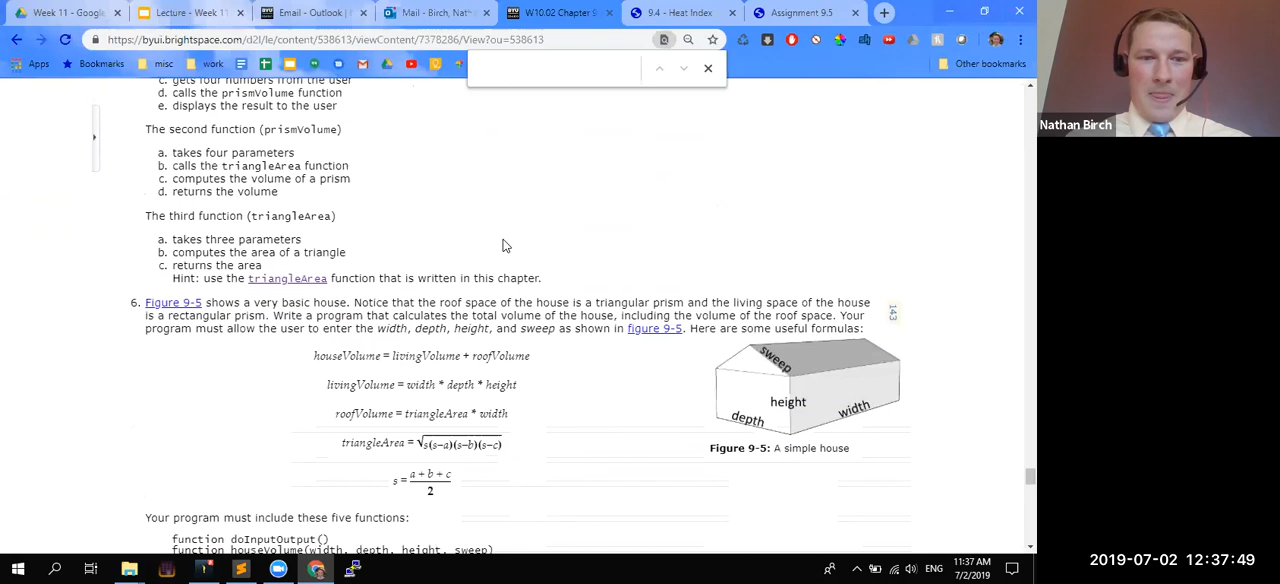 Week 11 - Google
Lecture - Week 11
Email - Outlook |
Mail - Birch, Nath
W10.02 Chapter 9
9.4 - Heat Index
Assignment 9.5
https://byui.brightspace.com/d2l/le/content/538613/viewContent/7378286/View?ou=538613
Apps
Bookmarks
misc
work
Other bookmarks
c. gets four numbers from the user
d. calls the prismVolume function
e. displays the result to the user
The second function (prismVolume)
a. takes four parameters
b. calls the triangleArea function
c. computes the volume of a prism
d. returns the volume
The third function (triangleArea)
a. takes three parameters
b. computes the area of a triangle
c. returns the area
Hint: use the triangleArea function that is written in this chapter.
6. Figure 9-5 shows a very basic house. Notice that the roof space of the house is a triangular prism and the living space of the house
is a rectangular prism. Write a program that calculates the total volume of the house, including the volume of the roof space. Your
program must allow the user to enter the width, depth, height, and sweep as shown in figure 9-5. Here are some useful formulas:
143
houseVolume = livingVolume + roofVolume
livingVolume = width * depth * height
roofVolume = triangleArea * width
triangleArea = √s(s−a)(s−b)(s−c)
s = a + b + c
2
sweep
height
depth
width
Figure 9-5: A simple house
Your program must include these five functions:
function doInputOutput()
function houseVolume(width, depth, height, sweep)
Nathan Birch
ENG
11:37 AM
7/2/2019
2019-07-02 12:37:49